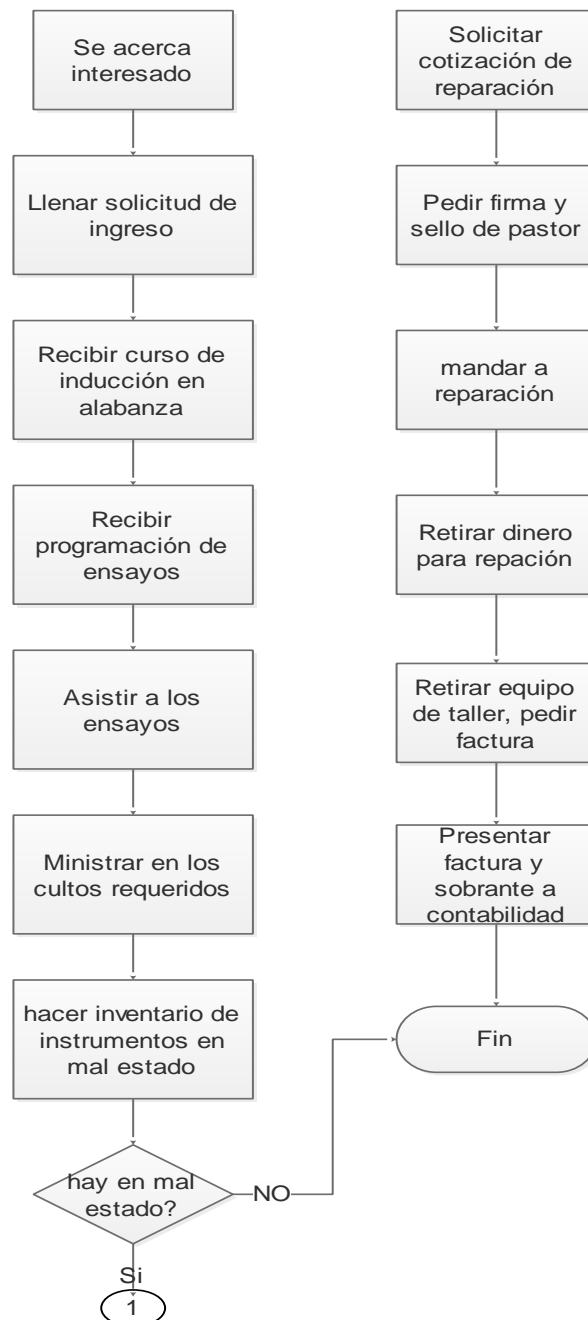 Se acerca
interesado
Llenar solicitud de
ingreso
Recibir curso de
inducción en
alabanza
Recibir
programación de
ensayos
Asistir a los
ensayos
Ministrar en los
cultos requeridos
hacer inventario de
instrumentos en
mal estado
hay en mal
estado?
NO
Si
1
Solicitar
cotización de
reparación
Pedir firma y
sello de pastor
mandar a
reparación
Retirar dinero
para repación
Retirar equipo
de taller, pedir
factura
Presentar
factura y
sobrante a
contabilidad
Fin